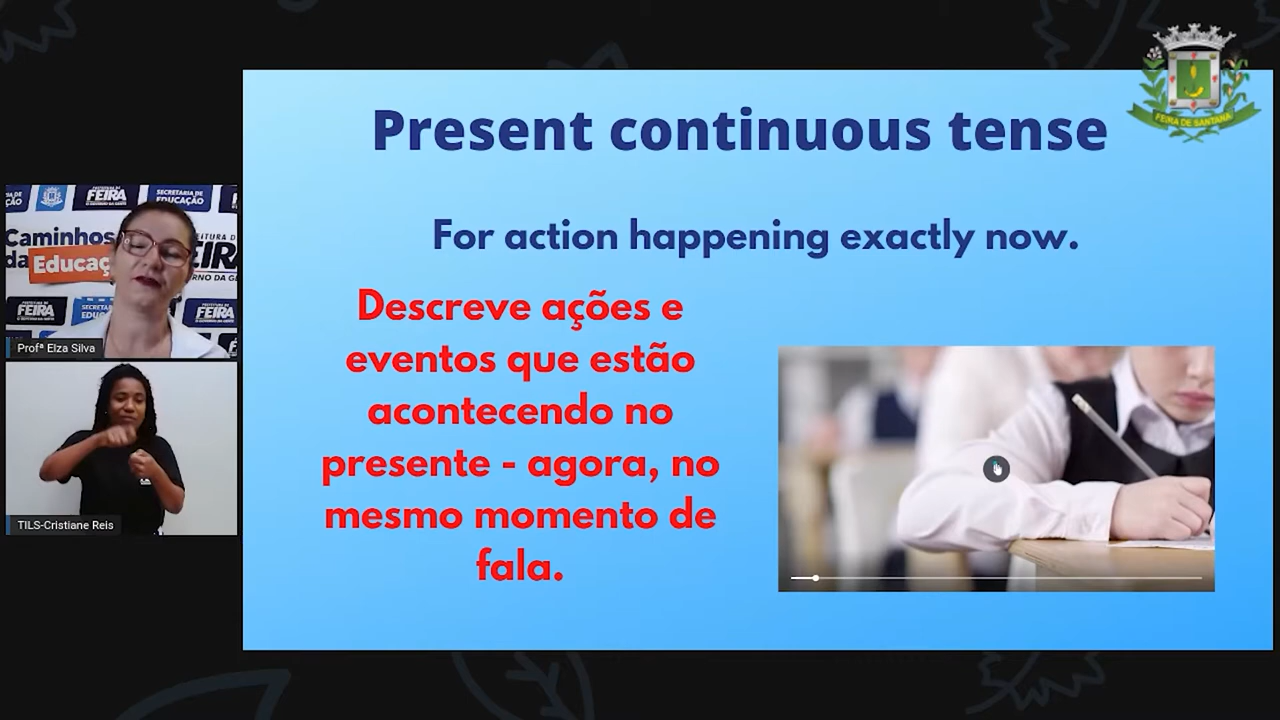 Present continuous tense
For action happening exactly now.
Descreve ações e
eventos que estão
acontecendo no
presente - agora, no
mesmo momento de
fala.
FEIRA DE SANTANA
FEIRA
SECRETARIA DE
EDUCAÇÃO
Caminhos
da Educaç
FEIRA
FEIRA
Profª Elza Silva
TILS-Cristiane Reis